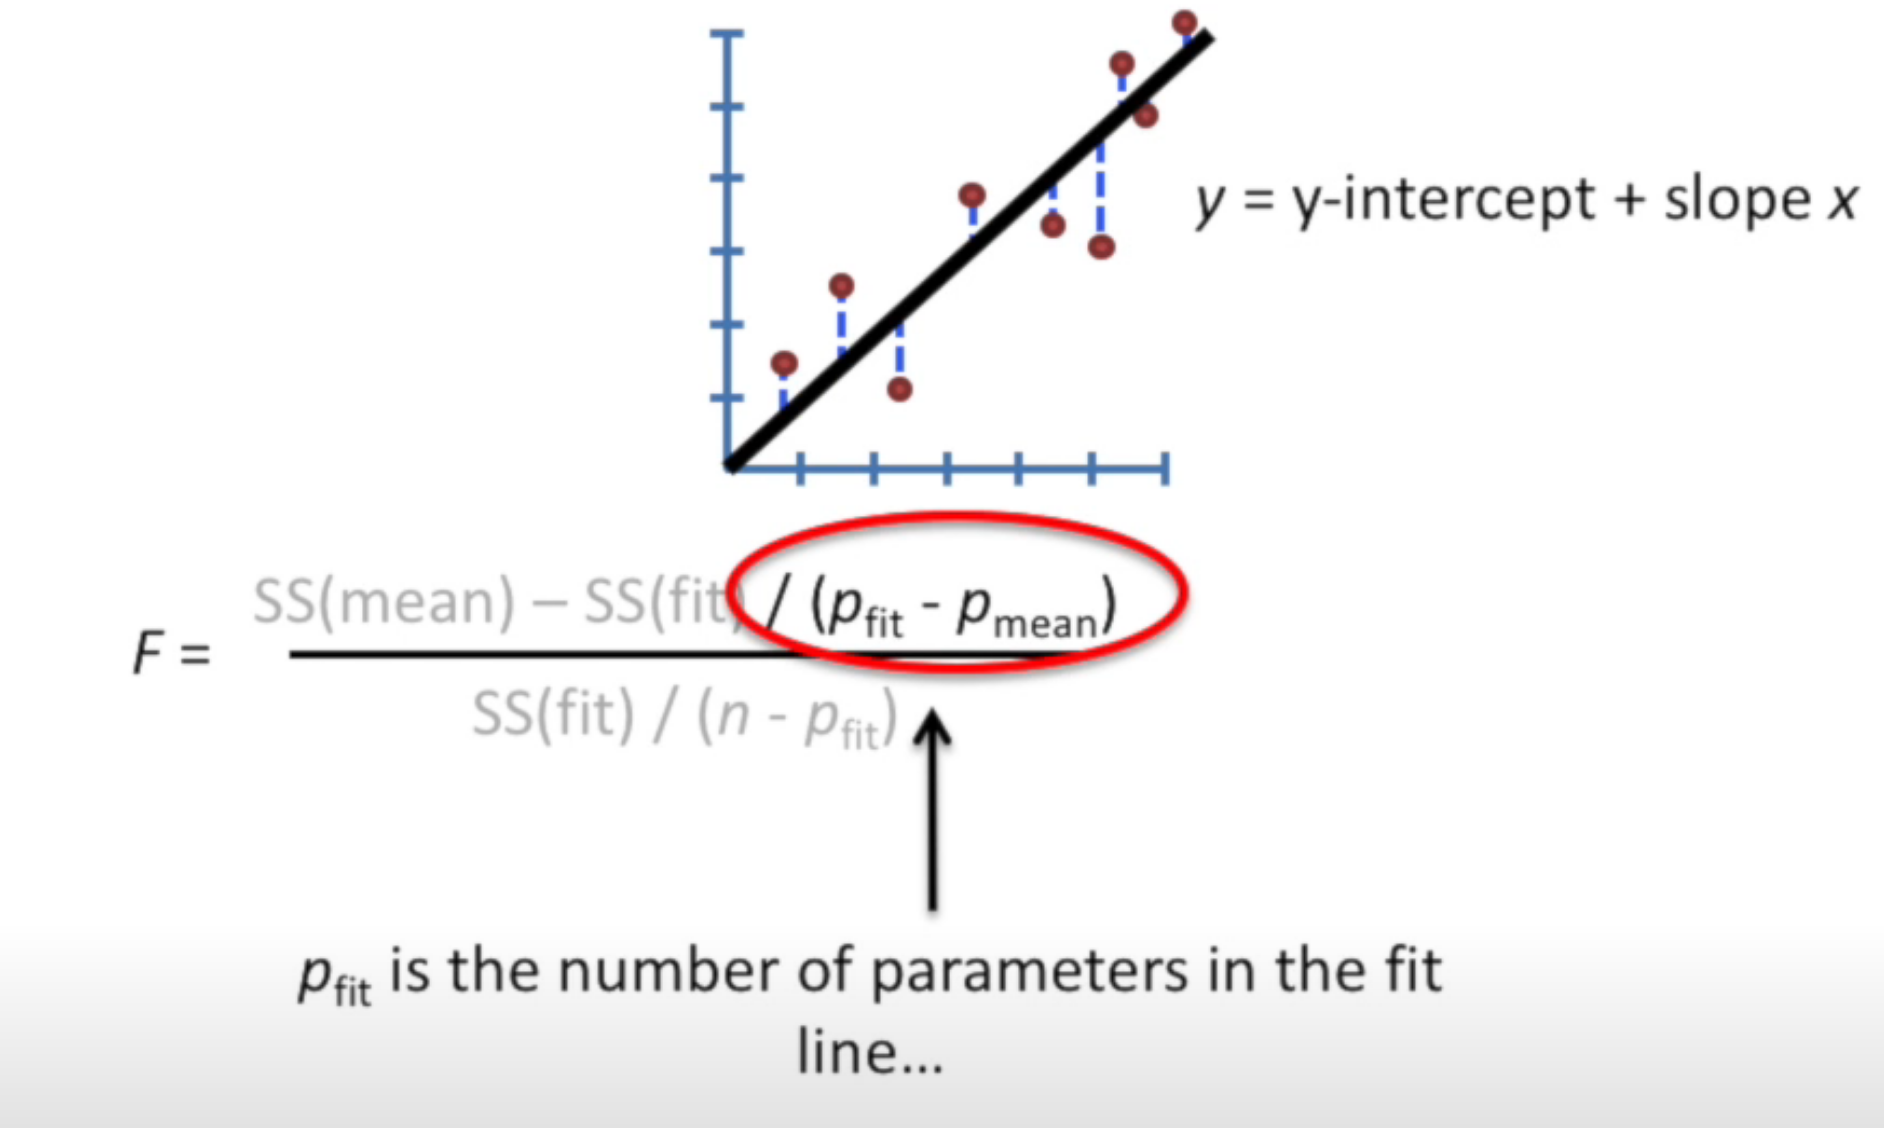 y = y-intercept + slope x
F =
SS(mean) – SS(fit) / (pfit - pmean)
SS(fit) / (n - pfit)
pfit is the number of parameters in the fit
line...